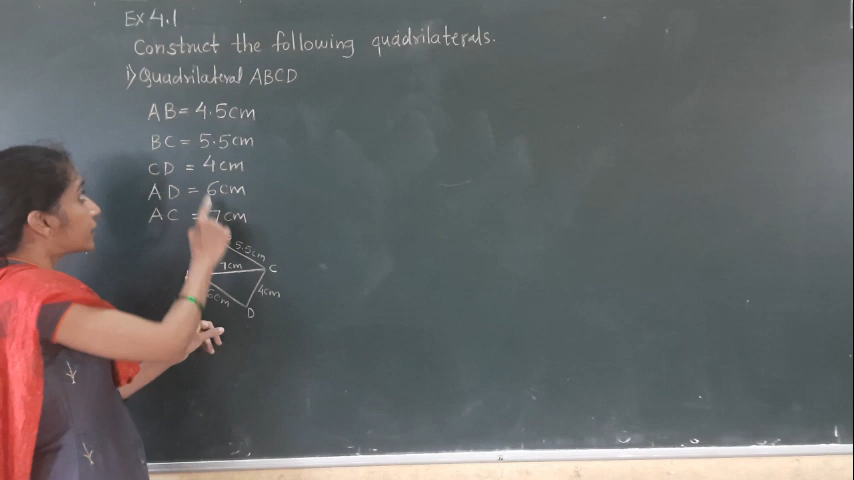 Ex 4.1
Construct the following quadrilaterals.
i) Quadrilateral ABCD
AB = 4.5cm
BC = 5.5cm
CD = 4cm
AD = 6cm
AC = 7cm
5.5cm
7cm C
6cm 4cm
D